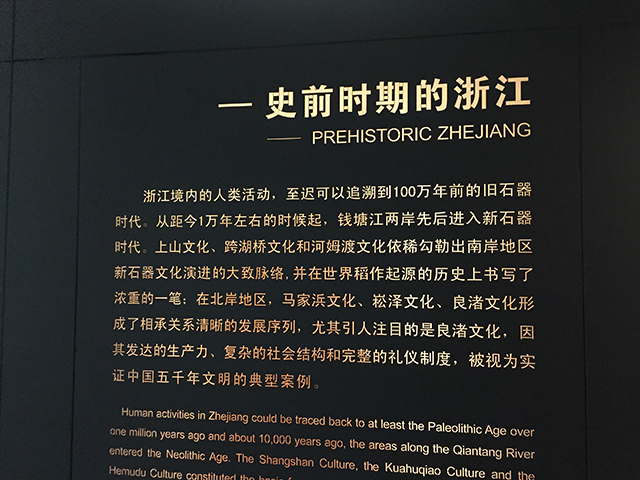 一 史前时期的浙江
—— PREHISTORIC ZHEJIANG
浙江境内的人类活动，至迟可以追溯到100万年前的旧石器
时代。从距今1万年左右的时候起，钱塘江两岸先后进入新石器
时代。上山文化、跨湖桥文化和河姆渡文化依稀勾勒出南岸地区
新石器文化演进的大致脉络,并在世界稻作起源的历史上书写了
浓重的一笔；在北岸地区，马家浜文化、崧泽文化、良渚文化形
成了相承关系清晰的发展序列，尤其引人注目的是良渚文化，因
其发达的生产力、复杂的社会结构和完整的礼仪制度，被视为实
证中国五千年文明的典型案例。
Human activities in Zhejiang could be traced back to at least the Paleolithic Age over
one million years ago and about 10,000 years ago, the areas along the Qiantang River
entered the Neolithic Age. The Shangshan Culture, the Kuahuqiao Culture and the
Hemudu Culture constituted the basic